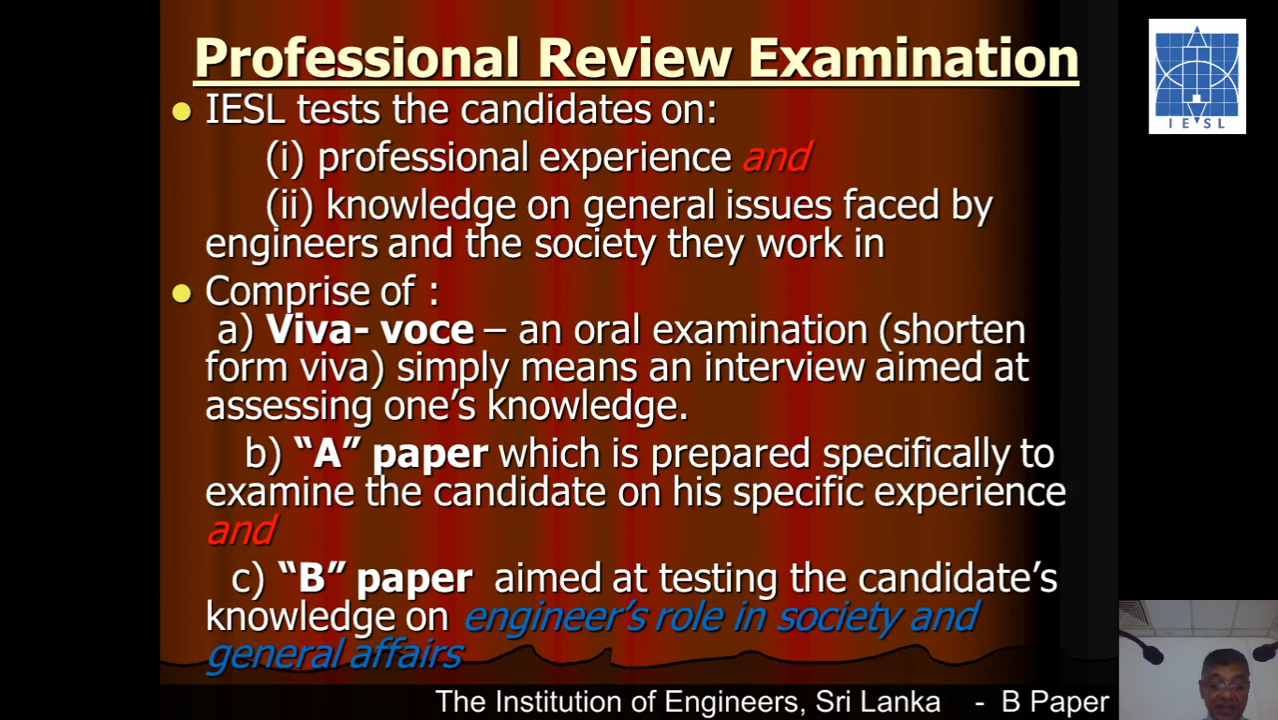 Professional Review Examination
IESL tests the candidates on:
(i) professional experience and
(ii) knowledge on general issues faced by
engineers and the society they work in
Comprise of :
a) Viva- voce – an oral examination (shorten
form viva) simply means an interview aimed at
assessing one’s knowledge.
b) “A” paper which is prepared specifically to
examine the candidate on his specific experience
and
c) “B” paper aimed at testing the candidate’s
knowledge on engineer’s role in society and
general affairs
The Institution of Engineers, Sri Lanka - B Paper
IESL